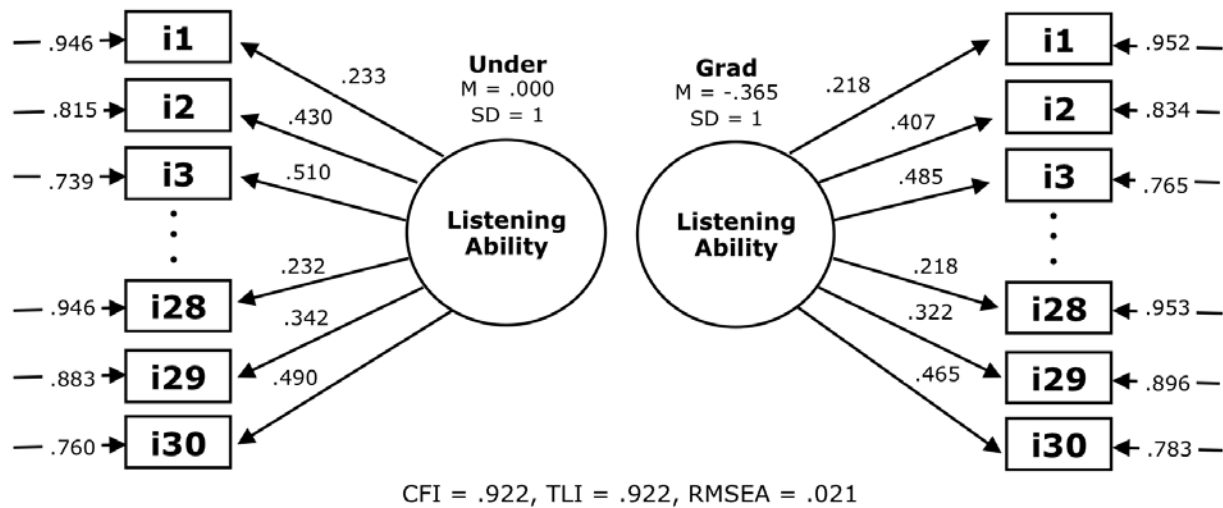 Under
M = .000
SD = 1
Grad
M = -.365
SD = 1
.946
i1
.233
.815
i2
.430
.739
i3
.510
Listening
Ability
.946
i28
.232
.883
i29
.342
.760
i30
.490
Listening
Ability
.218
i1
.952
.407
i2
.834
.485
i3
.765
.218
i28
.953
.322
i29
.896
.465
i30
.783
CFI = .922, TLI = .922, RMSEA = .021